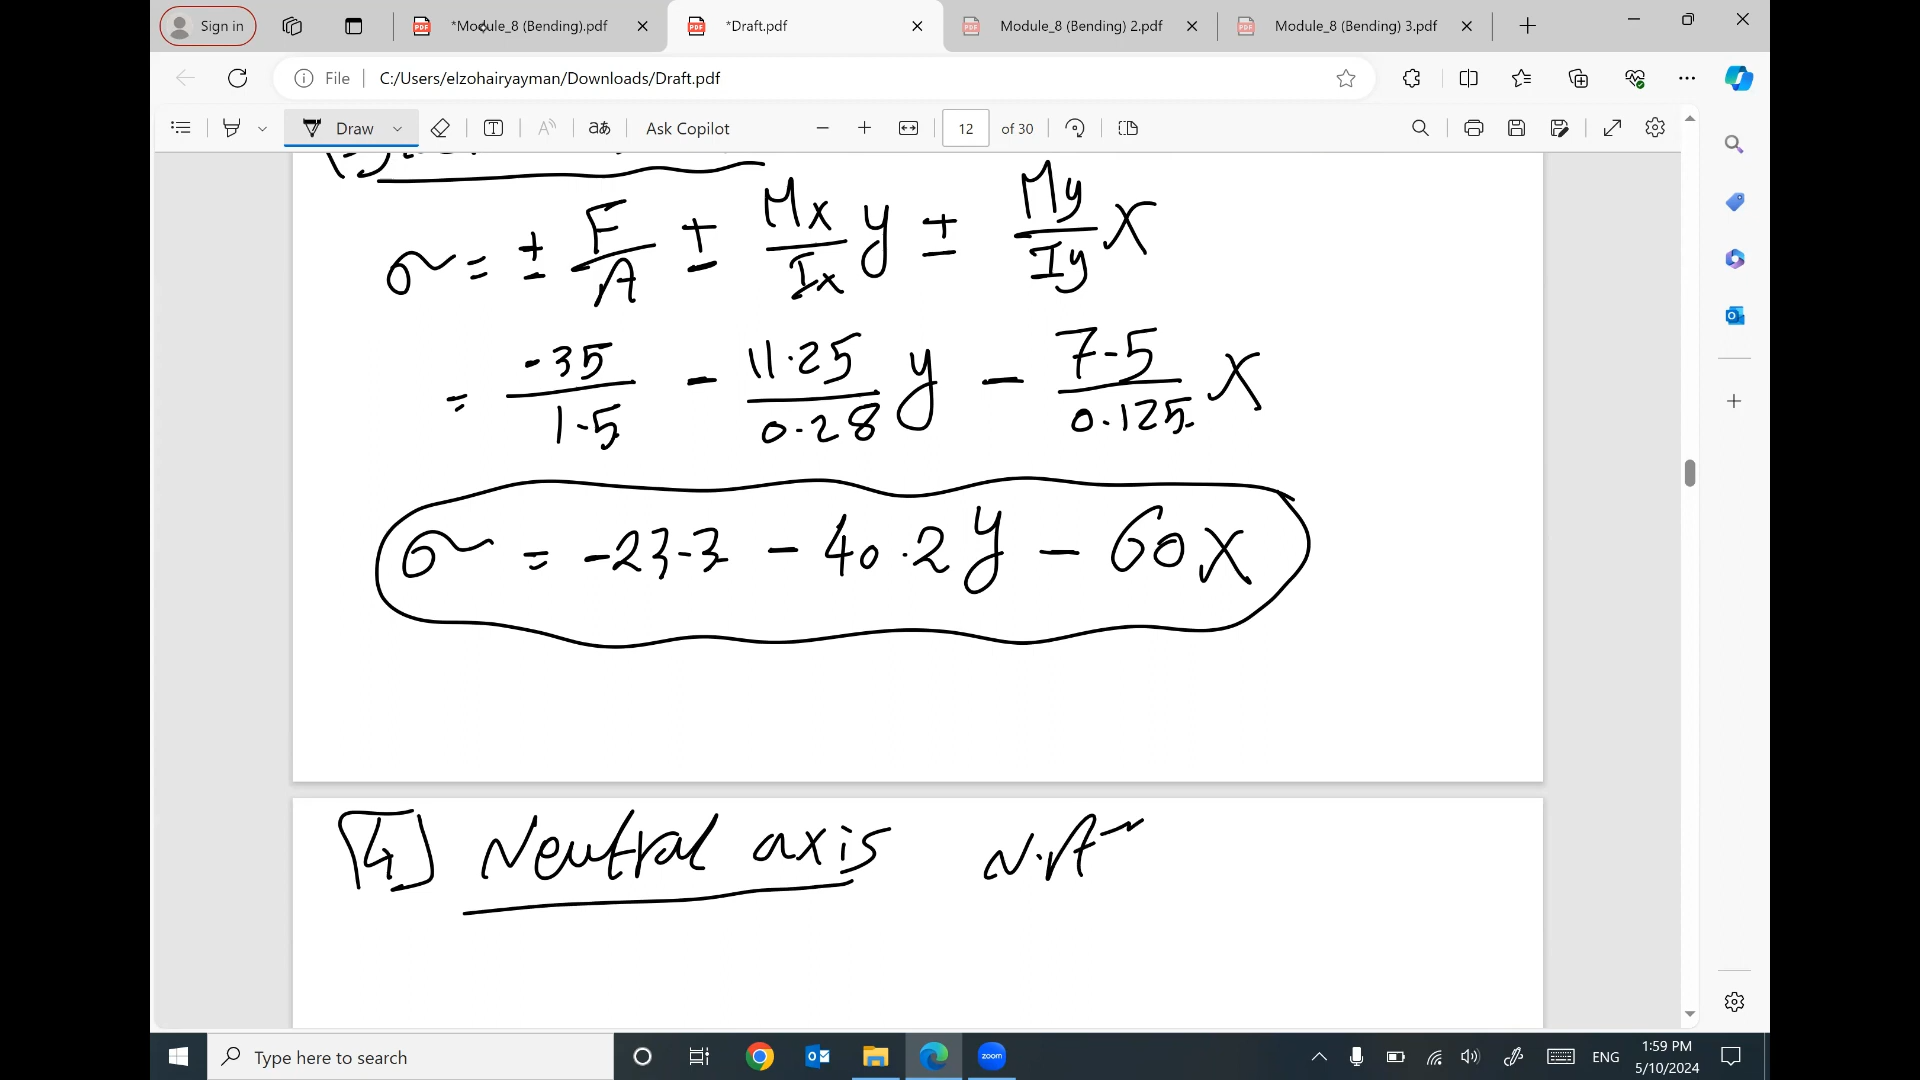 Sign in
*Module_8 (Bending).pdf
*Draft.pdf
Module_8 (Bending) 2.pdf
Module_8 (Bending) 3.pdf
File C:/Users/elzohairyayman/Downloads/Draft.pdf
Draw Ask Copilot 12 of 30
σ = ± F/A ± Mx/Ix y ± My/Iy x
= -35/1.5 - 11.25/0.28 y - 7.5/0.125 x
σ = -23.3 - 40.2 y - 60 x
[4] Neutral axis N.A
Type here to search
zoom
ENG
1:59 PM
5/10/2024